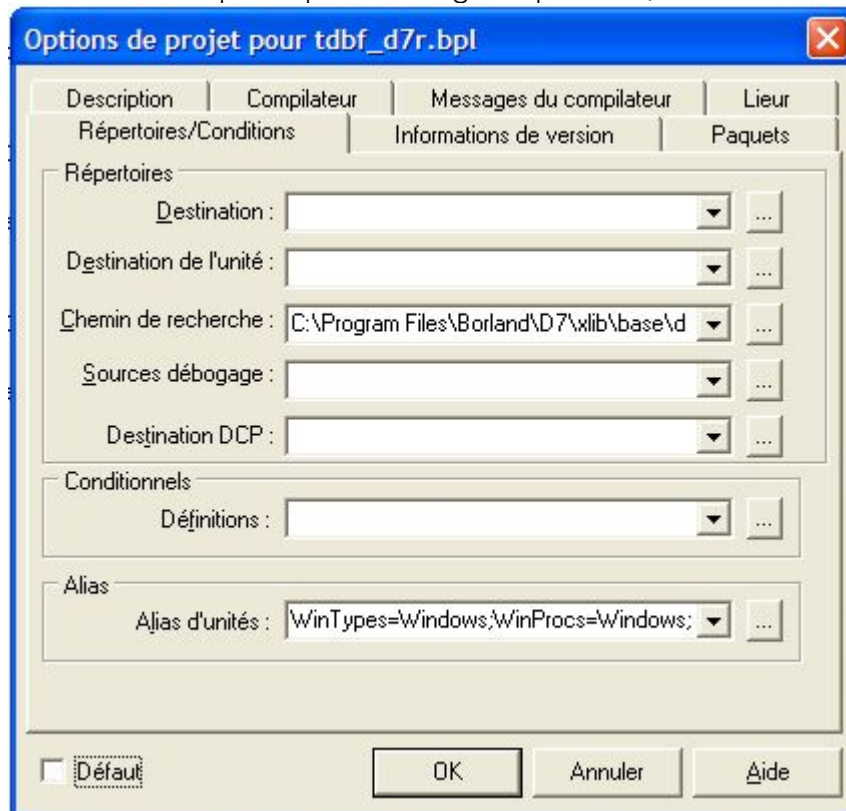 Options de projet pour tdbf_d7r.bpl
Description
Compilateur
Messages du compilateur
Lieur
Répertoires/Conditions
Informations de version
Paquets
Répertoires
Destination :
...
Destination de l'unité :
...
Chemin de recherche : C:\Program Files\Borland\D7\xlib\base\d
...
Sources débogage :
...
Destination DCP :
...
Conditionnels
Définitions :
...
Alias
Alias d'unités : WinTypes=Windows;WinProcs=Windows;
...
Défaut
OK
Annuler
Aide